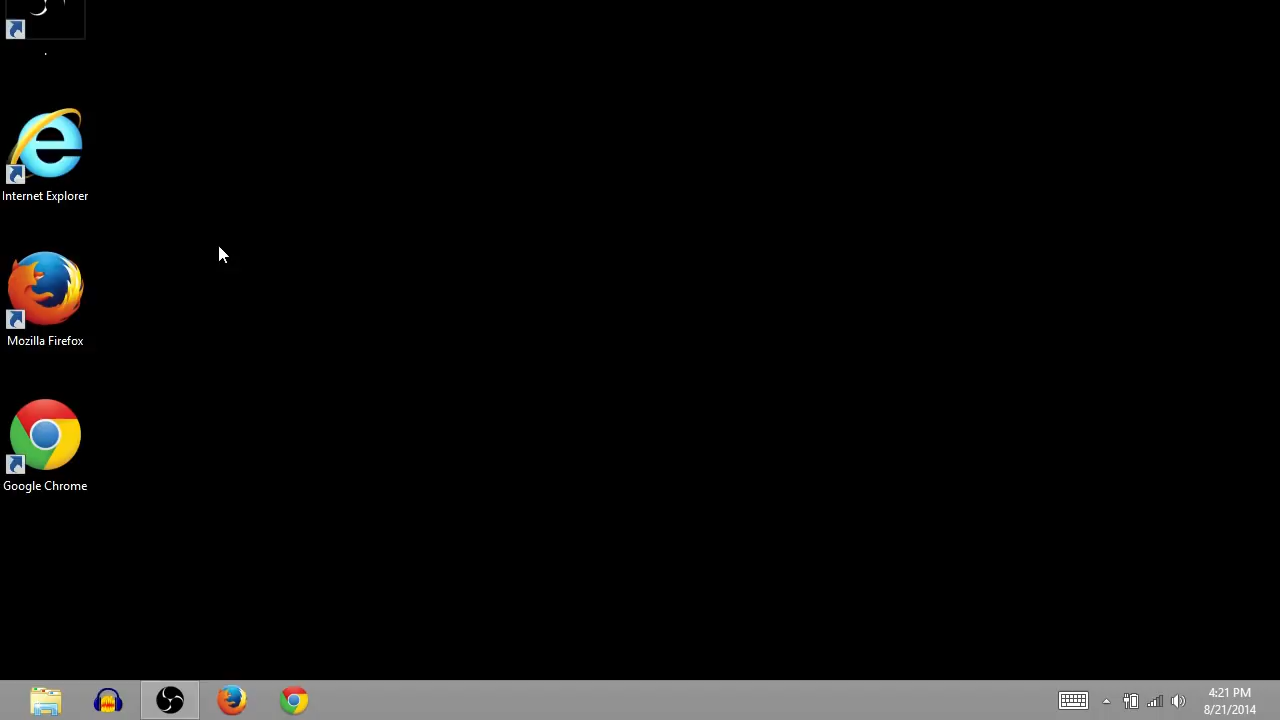 .
Internet Explorer
Mozilla Firefox
Google Chrome
4:21 PM
8/21/2014